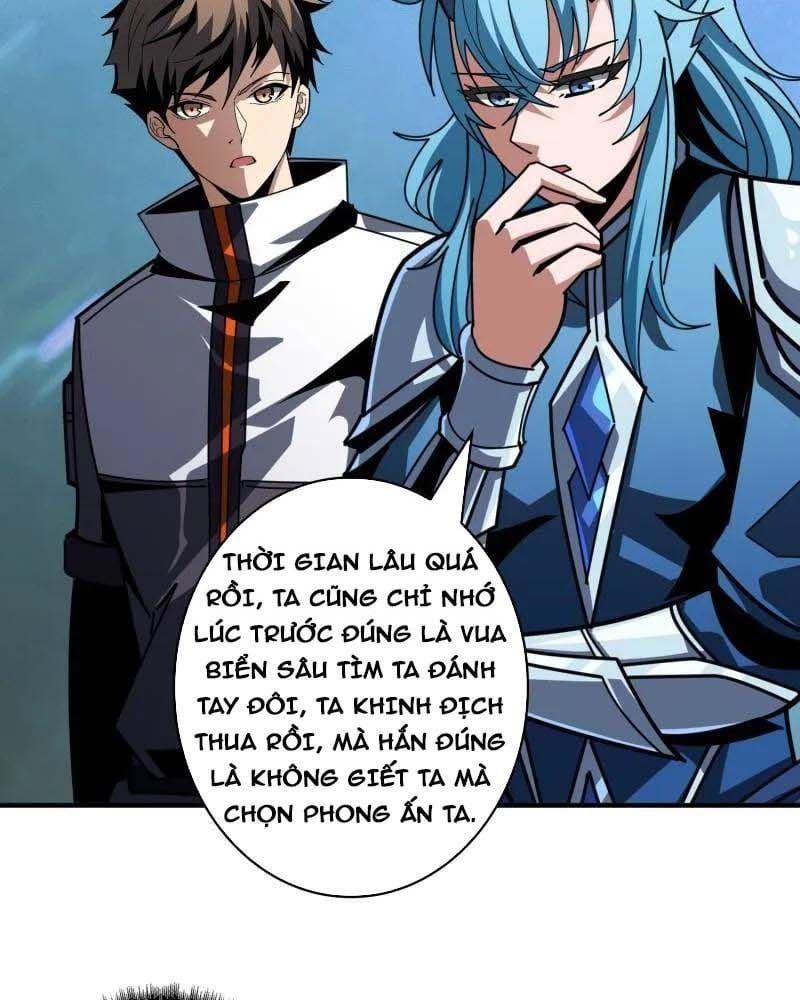 THỜI GIAN LÂU QUÁ
RỒI, TA CŨNG CHỈ NHỚ
LÚC TRƯỚC ĐÚNG LÀ VUA
BIỂN SÂU TÌM TA ĐÁNH
TAY ĐÔI, TA KHINH ĐỊCH
THUA RỒI, MÀ HẮN ĐÚNG
LÀ KHÔNG GIẾT TA MÀ
CHỌN PHONG ẤN TA.